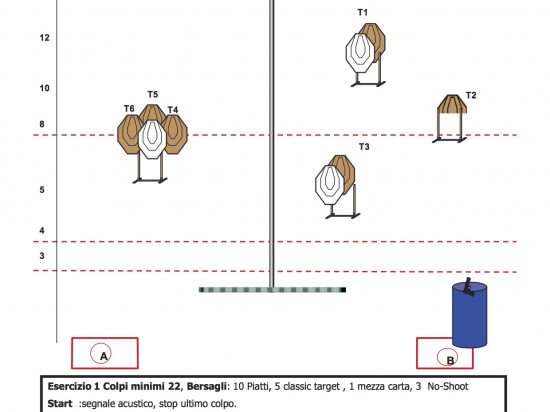 12
T1
10
T2
T5
T6 T4
8
T3
5
4
3
A
B
Esercizio 1 Colpi minimi 22, Bersagli: 10 Piatti, 5 classic target , 1 mezza carta, 3 No-Shoot
Start :segnale acustico, stop ultimo colpo.